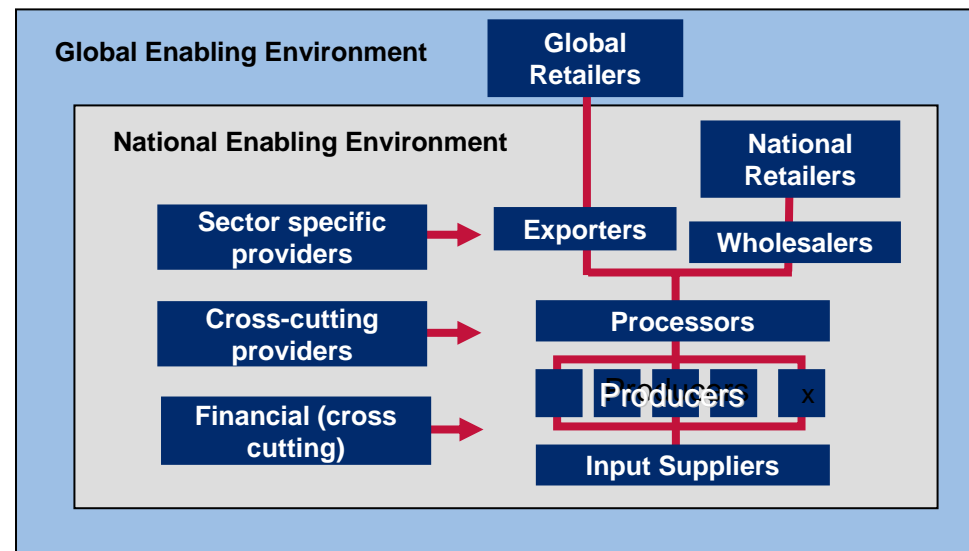 Global Enabling Environment
Global
Retailers
National Enabling Environment
National
Retailers
Sector specific
providers
Exporters
Wholesalers
Cross-cutting
providers
Processors
Producers
Producers
x
Financial (cross
cutting)
Input Suppliers